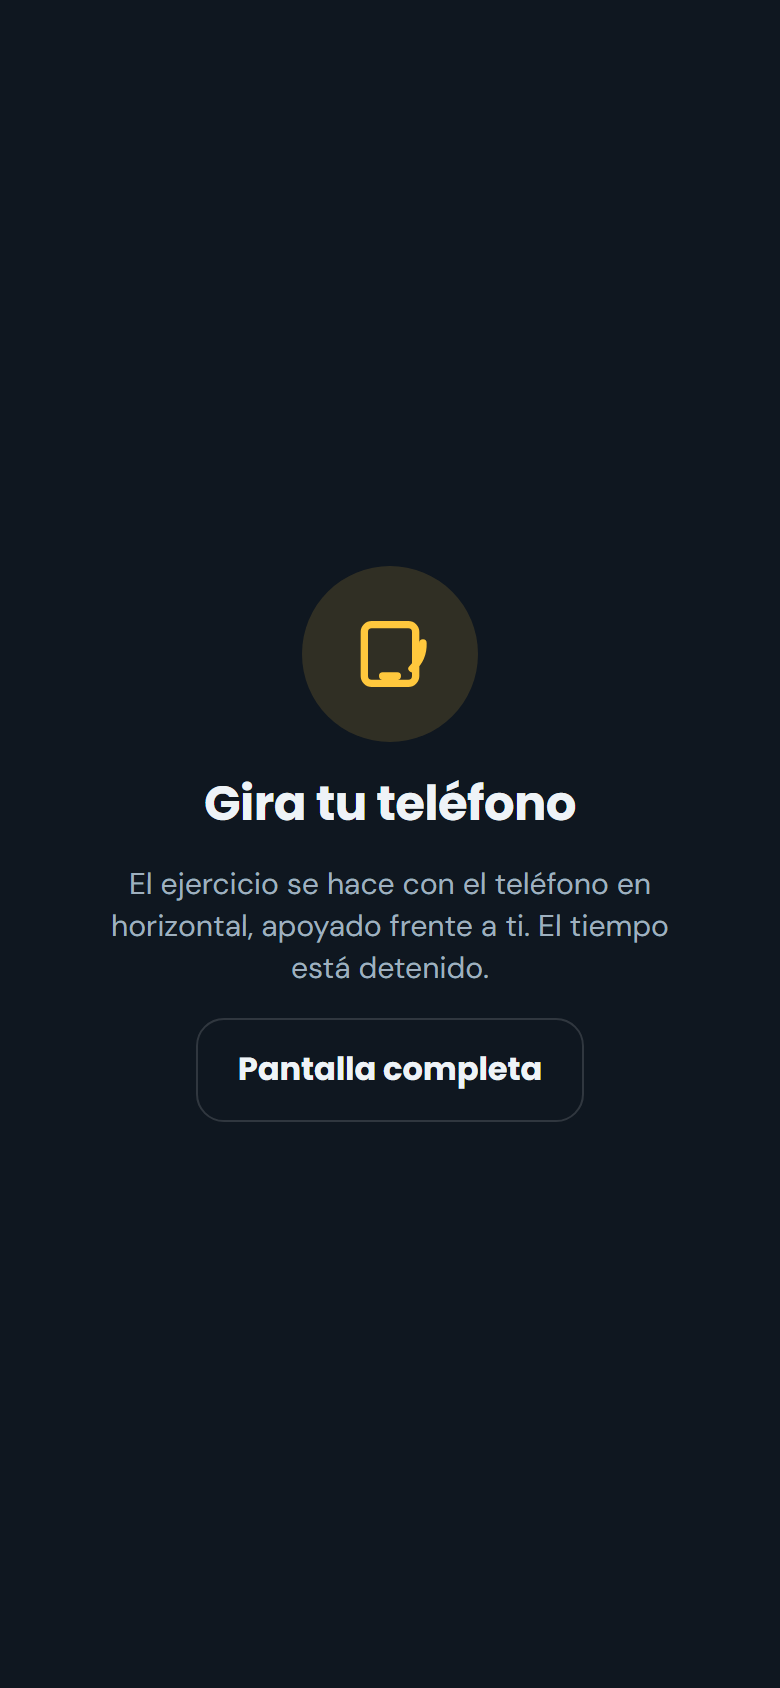 Gira tu teléfono
El ejercicio se hace con el teléfono en
horizontal, apoyado frente a ti. El tiempo
está detenido.
Pantalla completa